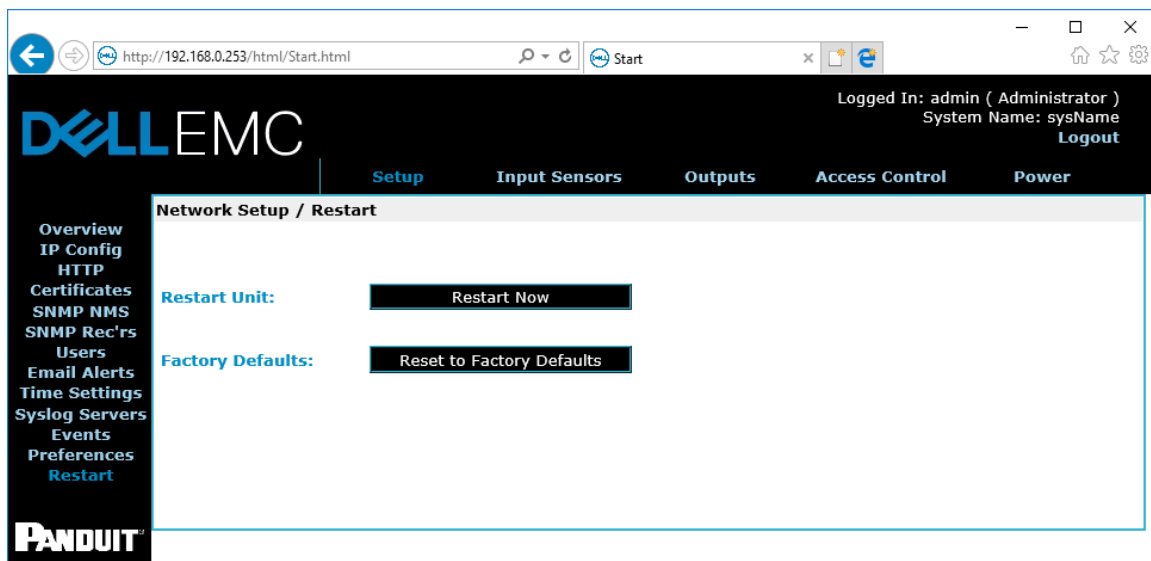 http://192.168.0.253/html/Start.html
Start
DELL EMC
Logged In: admin ( Administrator )
System Name: sysName
Logout
Setup Input Sensors Outputs Access Control Power
Network Setup / Restart
Overview
IP Config
HTTP
Certificates
SNMP NMS
SNMP Rec'rs
Users
Email Alerts
Time Settings
Syslog Servers
Events
Preferences
Restart
Restart Unit: Restart Now
Factory Defaults: Reset to Factory Defaults
PANDUIT